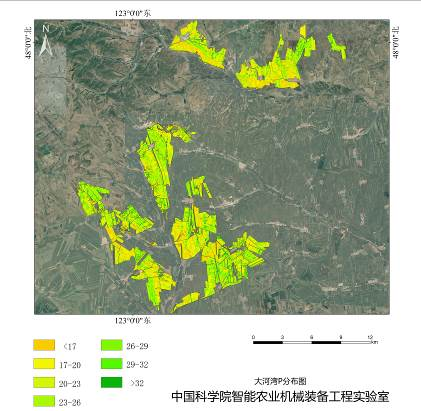 123°0'0"东
48°0'0"北
48°0'0"北
N
123°0'0"东
<17
17-20
20-23
23-26
26-29
29-32
>32
0 3 6 9 12
km
大河湾P分布图
中国科学院智能农业机械装备工程实验室